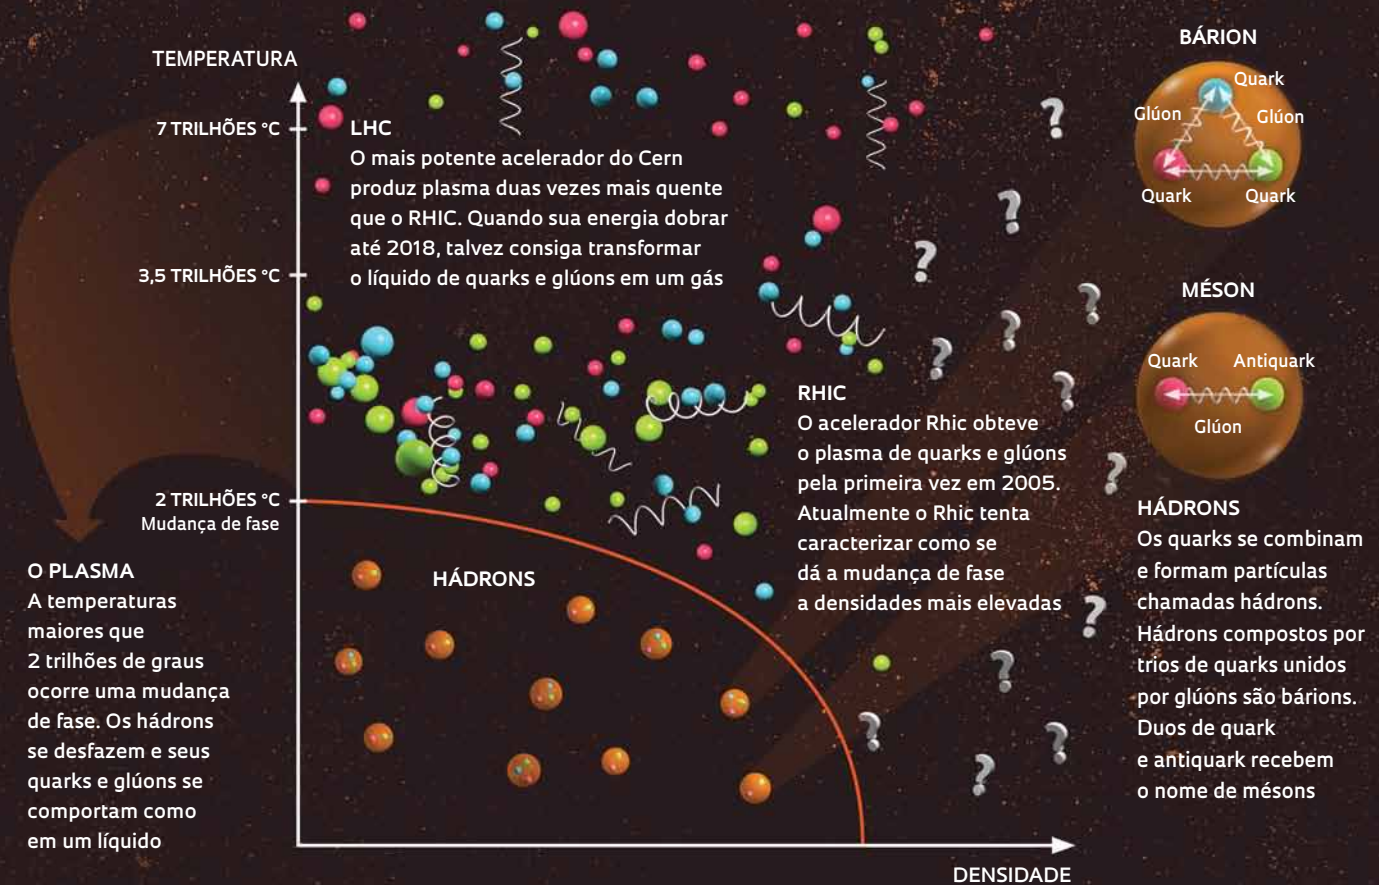 TEMPERATURA
7 TRILHÕES °C
3,5 TRILHÕES °C
2 TRILHÕES °C
Mudança de fase
O PLASMA
A temperaturas
maiores que
2 trilhões de graus
ocorre uma mudança
de fase. Os hádrons
se desfazem e seus
quarks e glúons se
comportam como
em um líquido
LHC
O mais potente acelerador do Cern
produz plasma duas vezes mais quente
que o RHIC. Quando sua energia dobrar
até 2018, talvez consiga transformar
o líquido de quarks e glúons em um gás
RHIC
O acelerador Rhic obteve
o plasma de quarks e glúons
pela primeira vez em 2005.
Atualmente o Rhic tenta
caracterizar como se
dá a mudança de fase
a densidades mais elevadas
HÁDRONS
DENSIDADE
?
?
?
?
?
?
?
?
?
?
?
?
?
BÁRION
Quark
Glúon Glúon
Quark Quark
MÉSON
Quark Antiquark
Glúon
HÁDRONS
Os quarks se combinam
e formam partículas
chamadas hádrons.
Hádrons compostos por
trios de quarks unidos
por glúons são bárions.
Duos de quark
e antiquark recebem
o nome de mésons